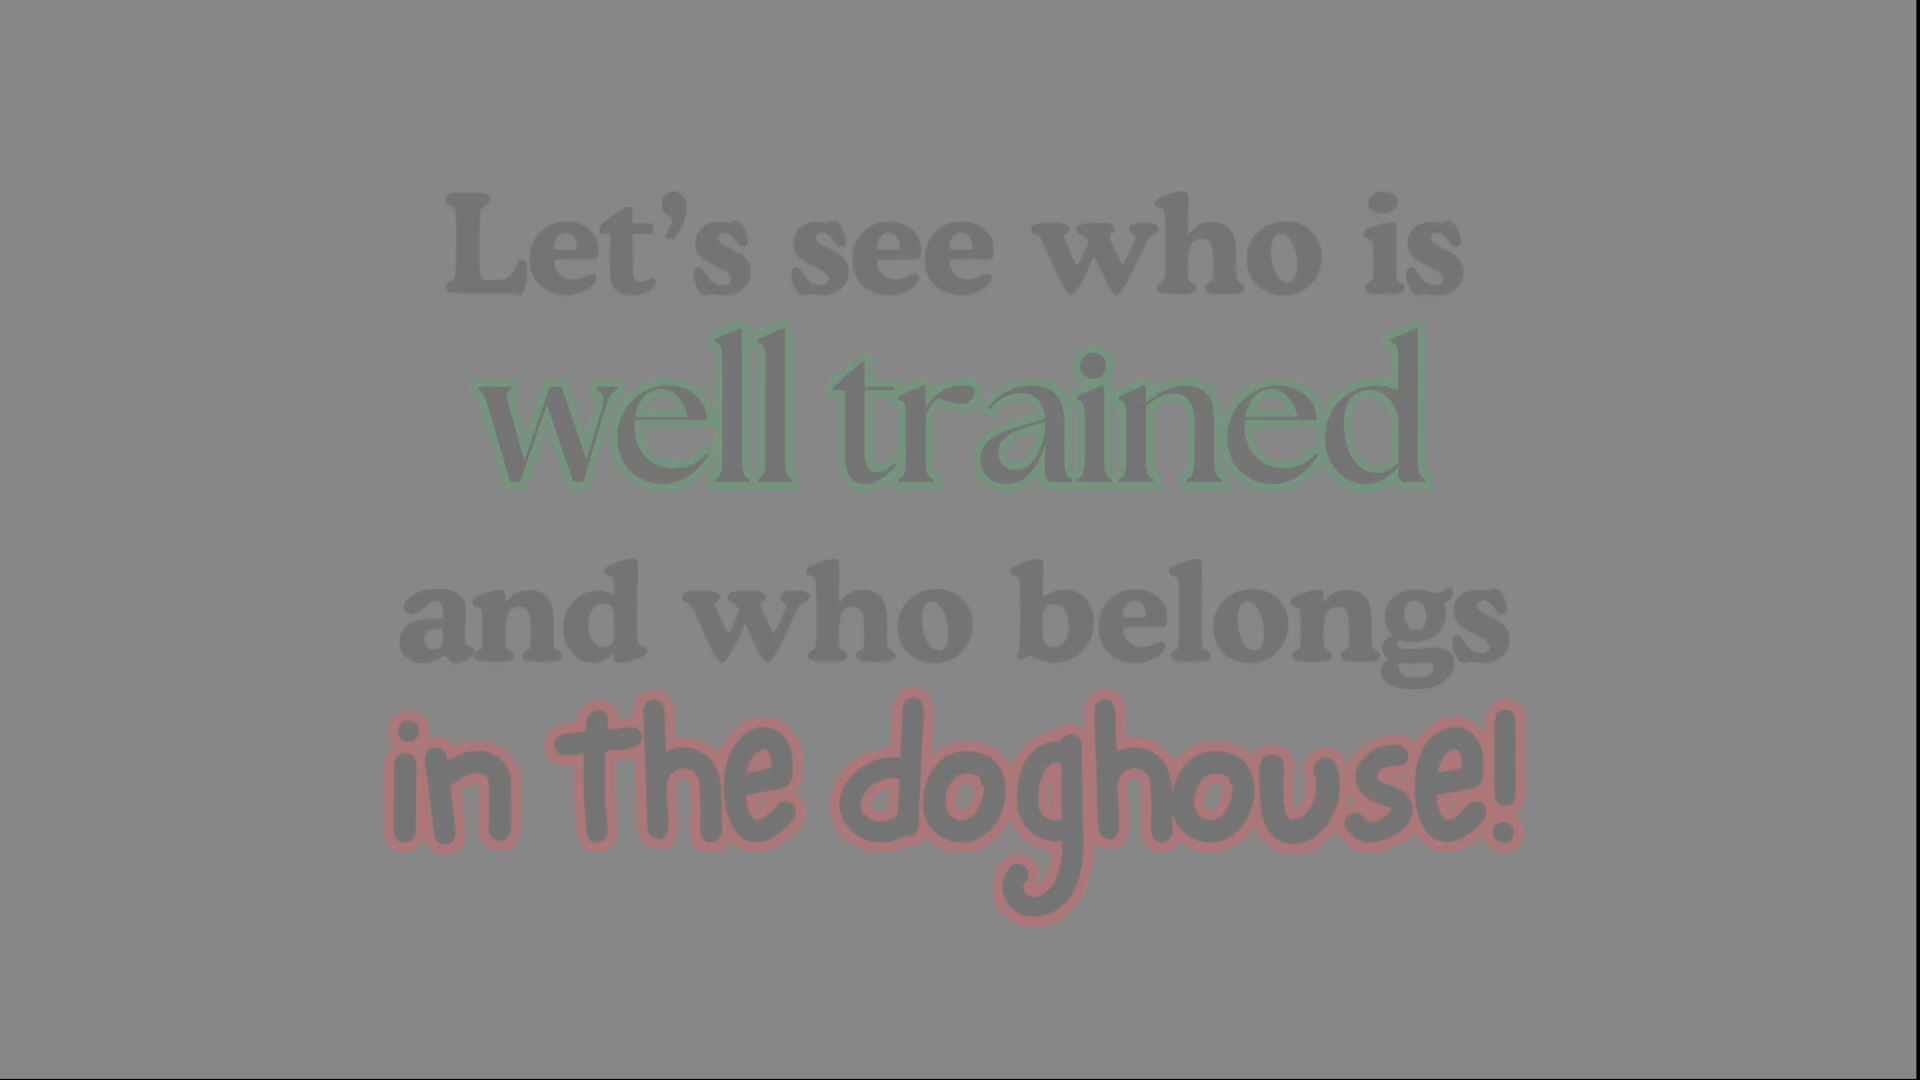 Let’s see who is
well trained
and who belongs
in the doghouse!